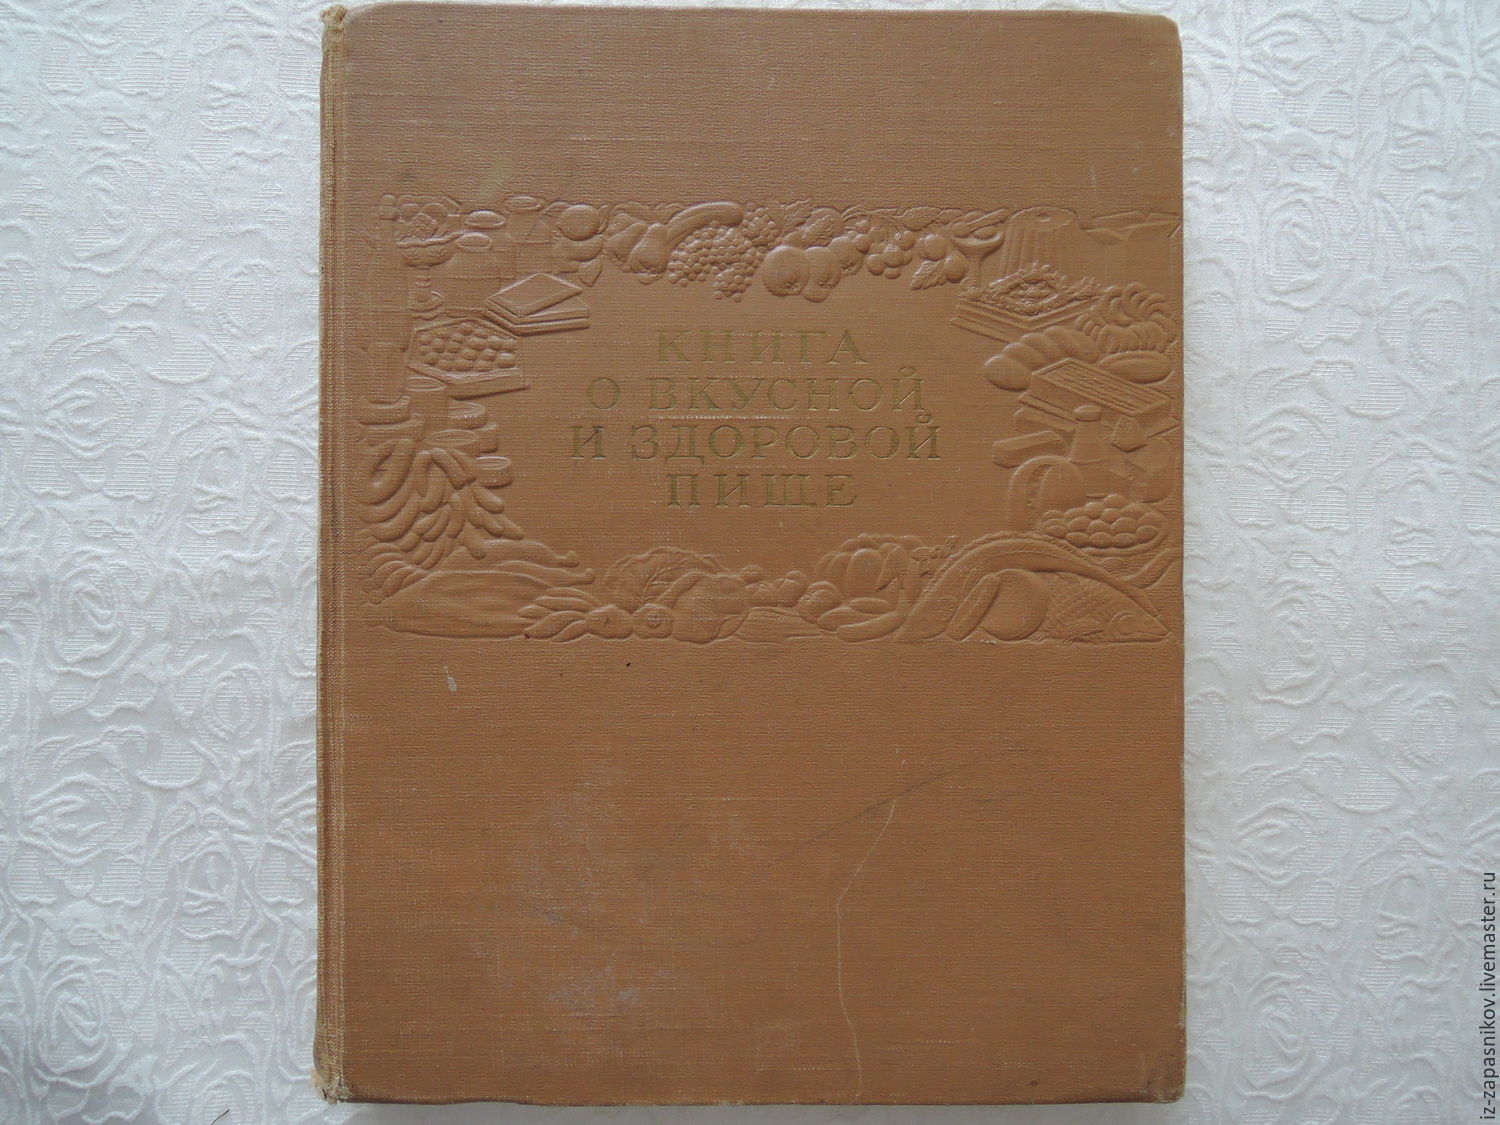 КНИГА
О ВКУСНОЙ
И ЗДОРОВОЙ
ПИЩЕ
iz-zapasnikov.livemaster.ru